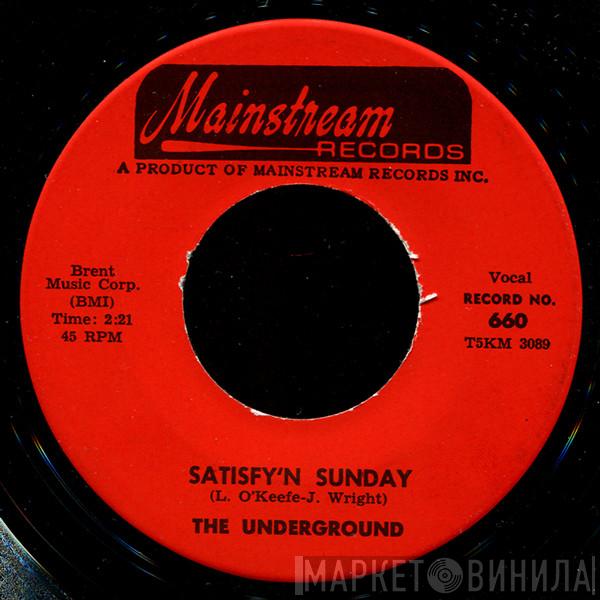 Mainstream
RECORDS
A PRODUCT OF MAINSTREAM RECORDS INC.
Brent
Music Corp.
(BMI)
Time: 2:21
45 RPM
Vocal
RECORD NO.
660
T5KM 3089
SATISFY'N SUNDAY
(L. O'Keefe-J. Wright)
THE UNDERGROUND
МАРКЕТ ВИНИЛА